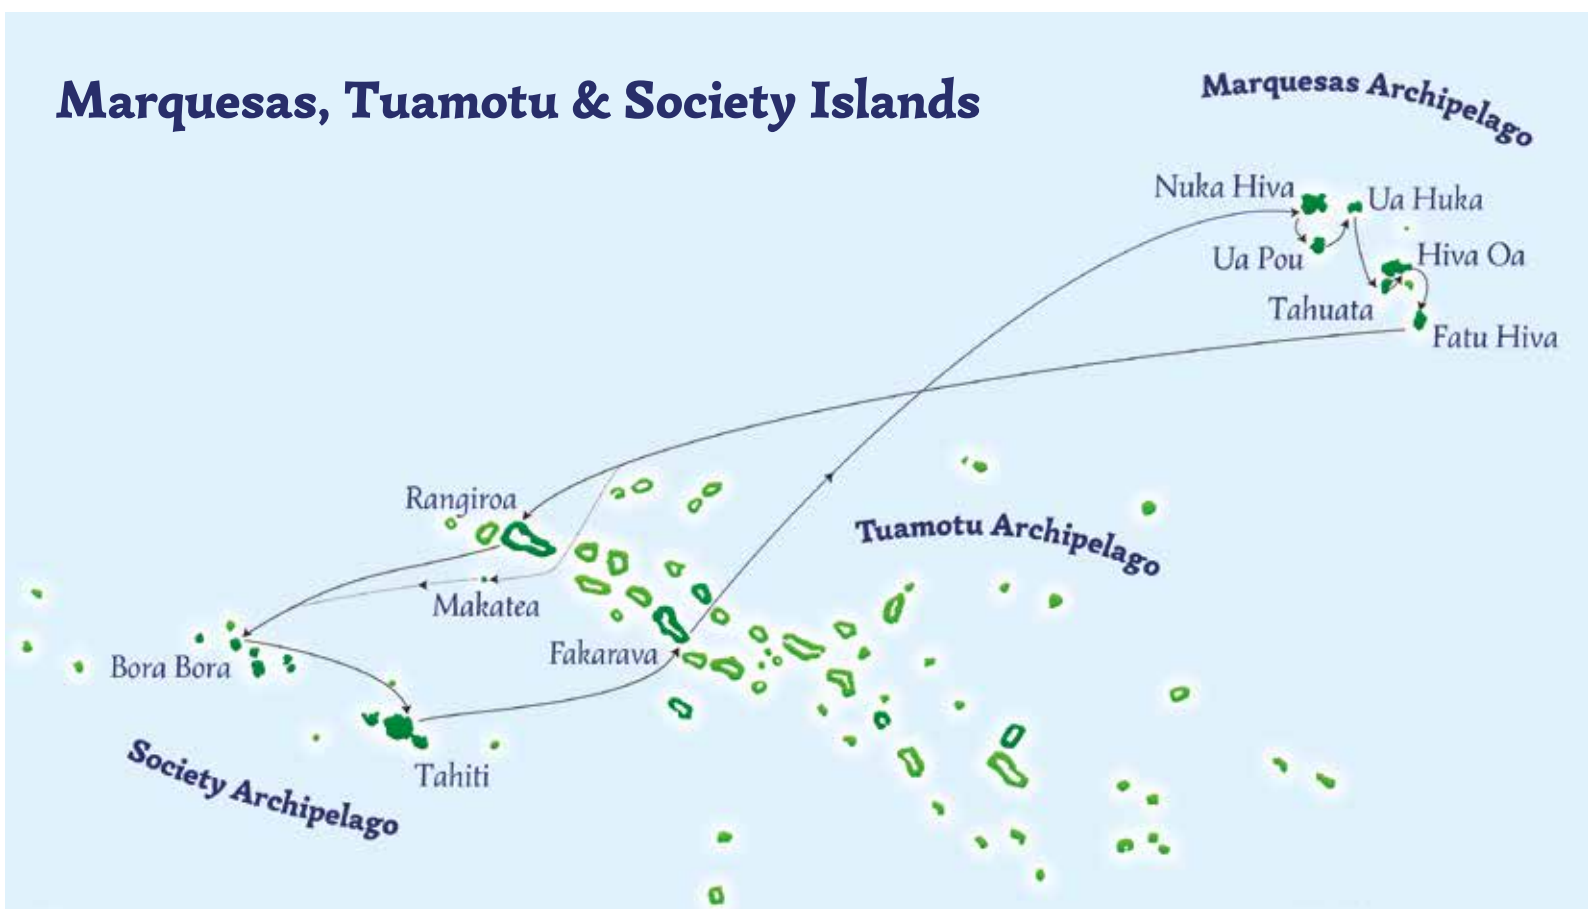 Marquesas, Tuamotu & Society Islands
Marquesas Archipelago
Nuka Hiva
Ua Huka
Ua Pou
Hiva Oa
Tahuata
Fatu Hiva
Rangiroa
Tuamotu Archipelago
Makatea
Fakarava
Bora Bora
Tahiti
Society Archipelago